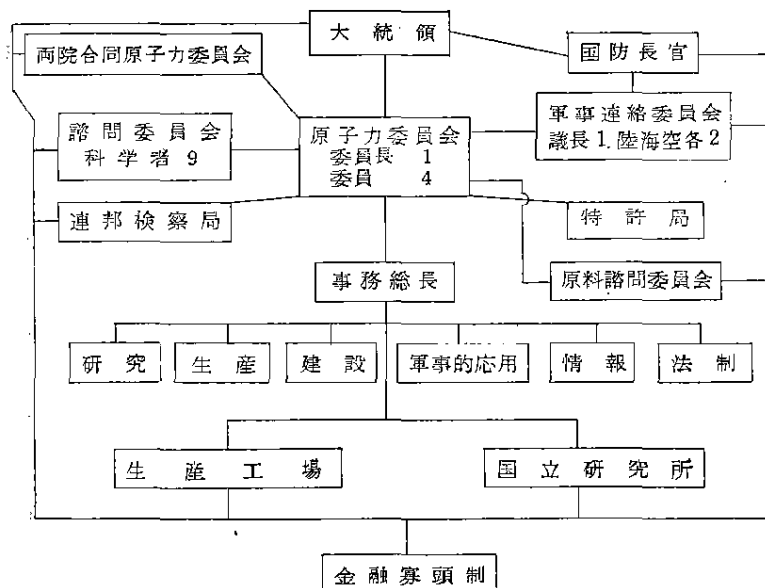 大統領
両院合同原子力委員会
国防長官
諮問委員会
科学者 9
原子力委員会
委員長 1
委員 4
軍事連絡委員会
議長1.陸海空各2
連邦検察局
特許局
事務総長
原料諮問委員会
研究
生産
建設
軍事的応用
情報
法制
生産工場
国立研究所
金融寡頭制